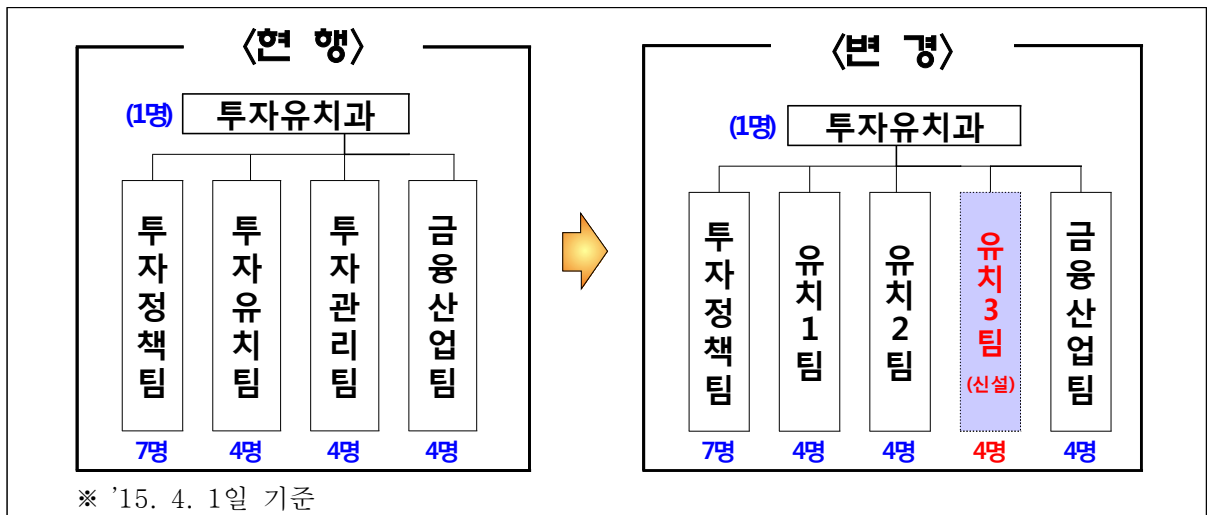 <현 행>
(1명) 투자유치과
투자정책팀
투자유치팀
투자관리팀
금융산업팀
7명 4명 4명 4명
<변 경>
(1명) 투자유치과
투자정책팀
유치1팀
유치2팀
유치3팀
(신설)
금융산업팀
7명 4명 4명 4명 4명
※ '15. 4. 1일 기준